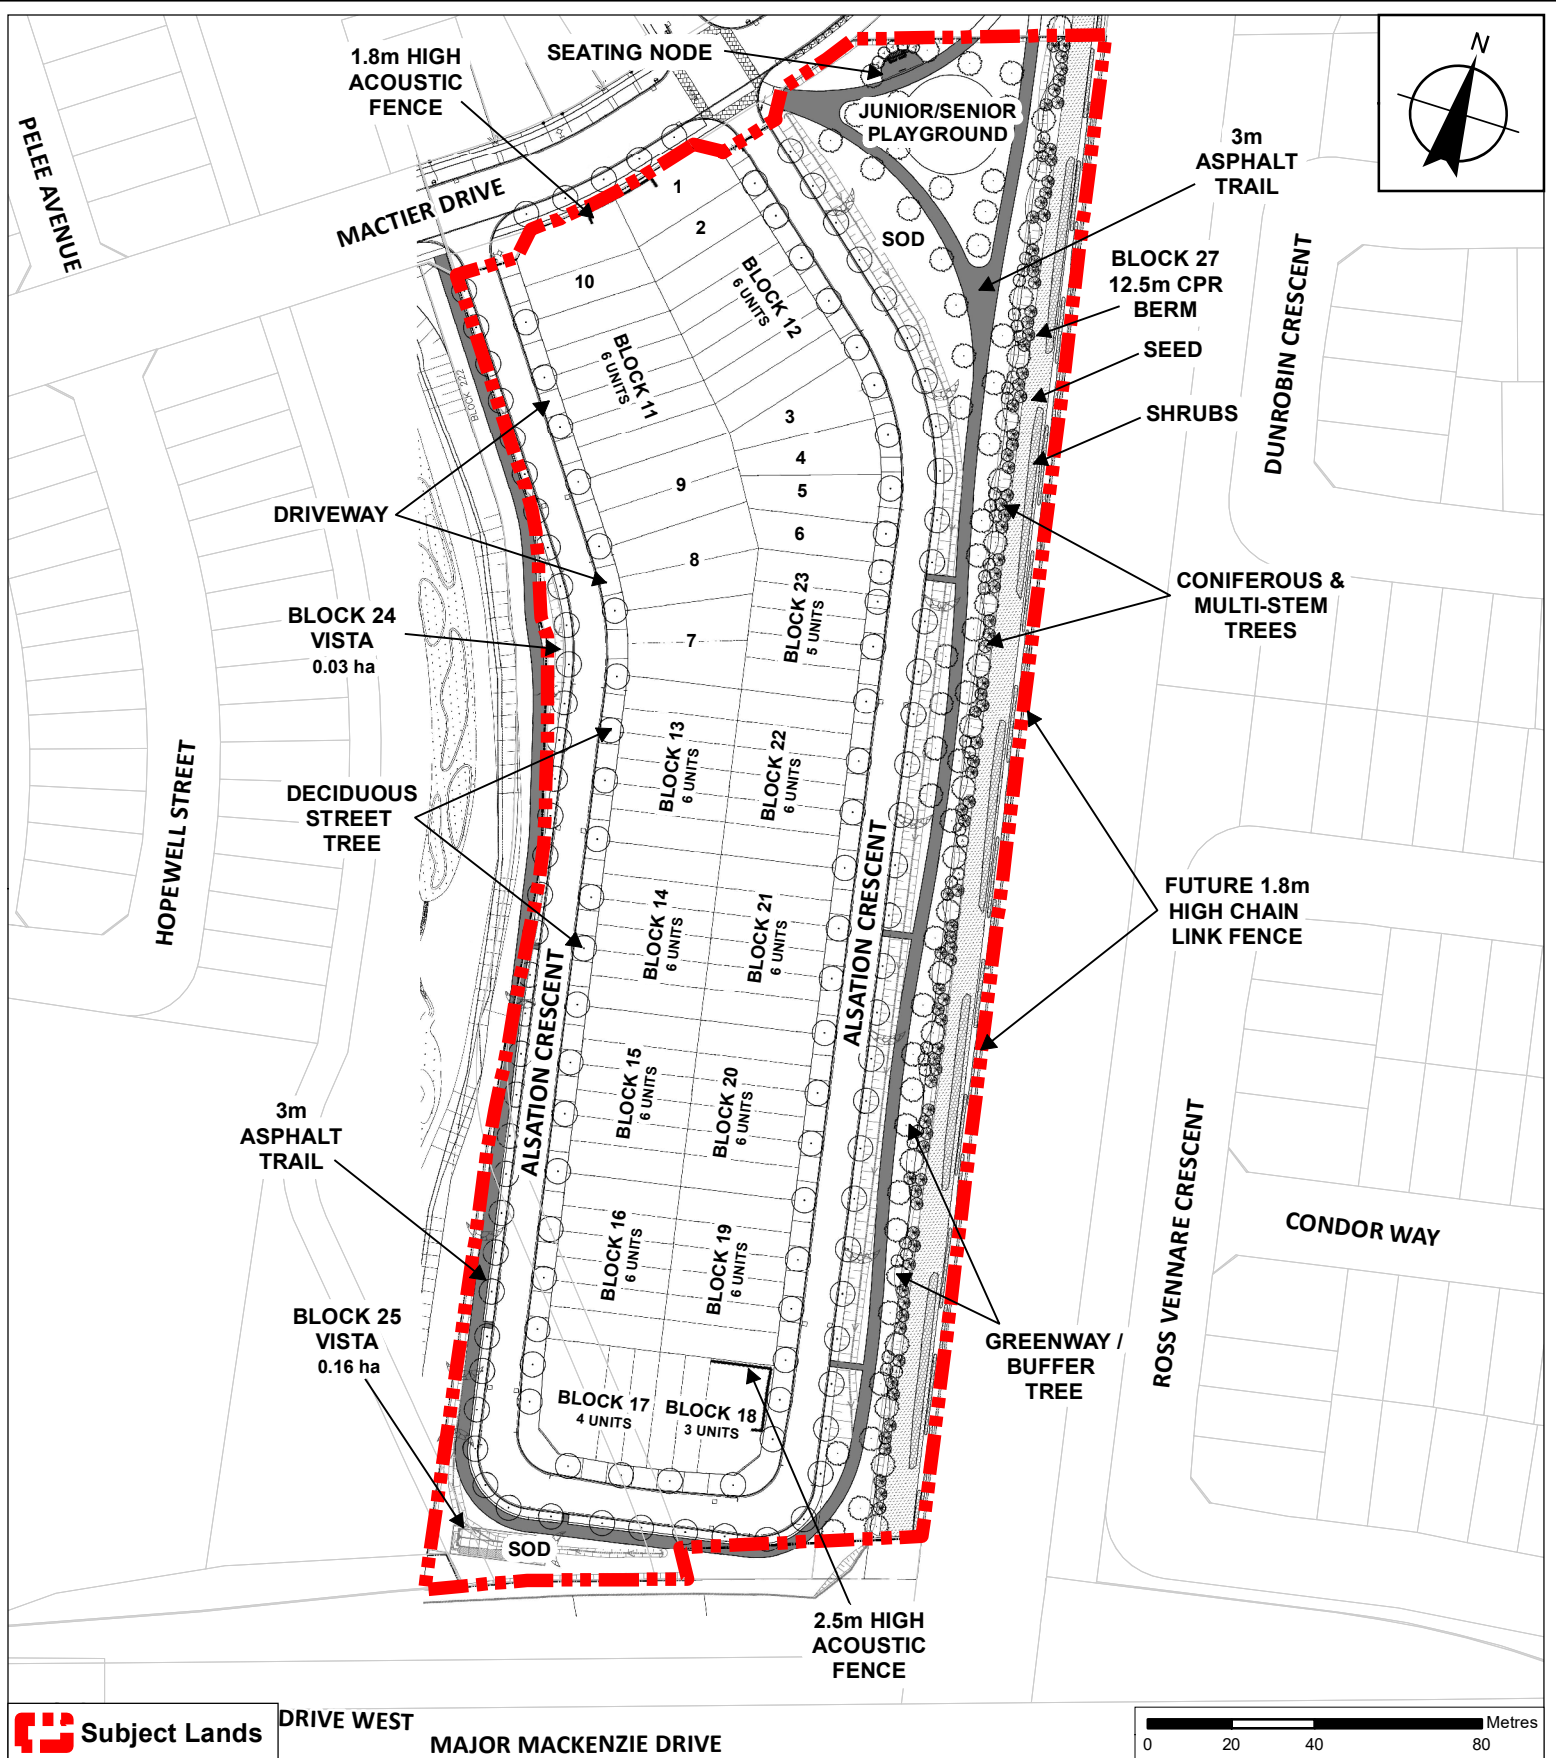 1.8m HIGH
ACOUSTIC
FENCE
SEATING NODE
JUNIOR/SENIOR
PLAYGROUND
N
3m
ASPHALT
TRAIL
PELEE AVENUE
MACTIER DRIVE
1
2
10
BLOCK 12
6 UNITS
SOD
BLOCK 27
12.5m CPR
BERM
SEED
SHRUBS
DUNROBIN CRESCENT
BLOCK 222
BLOCK 11
6 UNITS
3
4
5
6
9
8
7
DRIVEWAY
BLOCK 23
5 UNITS
CONIFEROUS &
MULTI-STEM
TREES
BLOCK 24
VISTA
0.03 ha
HOPEWELL STREET
DECIDUOUS
STREET
TREE
BLOCK 13
6 UNITS
BLOCK 22
6 UNITS
BLOCK 14
6 UNITS
BLOCK 21
6 UNITS
ALSATION CRESCENT
ALSATION CRESCENT
FUTURE 1.8m
HIGH CHAIN
LINK FENCE
BLOCK 15
6 UNITS
BLOCK 20
6 UNITS
3m
ASPHALT
TRAIL
BLOCK 16
6 UNITS
BLOCK 19
6 UNITS
ROSS VENNARE CRESCENT
CONDOR WAY
BLOCK 25
VISTA
0.16 ha
GREENWAY /
BUFFER
TREE
BLOCK 17
4 UNITS
BLOCK 18
3 UNITS
SOD
2.5m HIGH
ACOUSTIC
FENCE
Subject Lands
DRIVE WEST
MAJOR MACKENZIE DRIVE
Metres
0 20 40 80